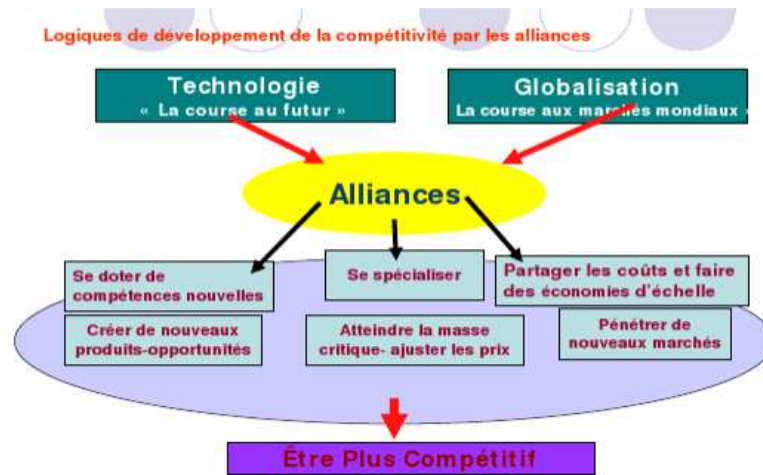 Logiques de développement de la compétitivité par les alliances
Technologie
« La course au futur »
Globalisation
La course aux marchés mondiaux »
Alliances
Se doter de
compétences nouvelles
Se spécialiser
Partager les coûts et faire
des économies d'échelle
Créer de nouveaux
produits-opportunités
Atteindre la masse
critique- ajuster les prix
Pénétrer de
nouveaux marchés
Être Plus Compétitif